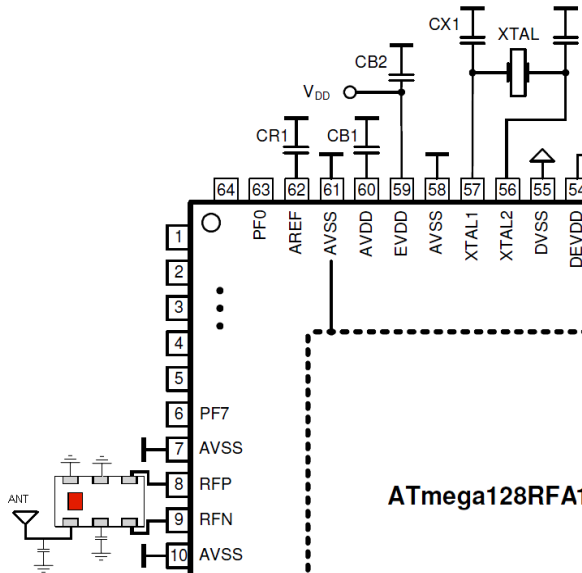 CX1
XTAL
CB2
VDD
CR1
CB1
64 63 62 61 60 59 58 57 56 55 54
PF0 AREF AVSS AVDD EVDD AVSS XTAL1 XTAL2 DVSS DEVDD
1
2
3
4
5
6 PF7
7 AVSS
8 RFP
ANT
9 RFN
10 AVSS
ATmega128RFA1